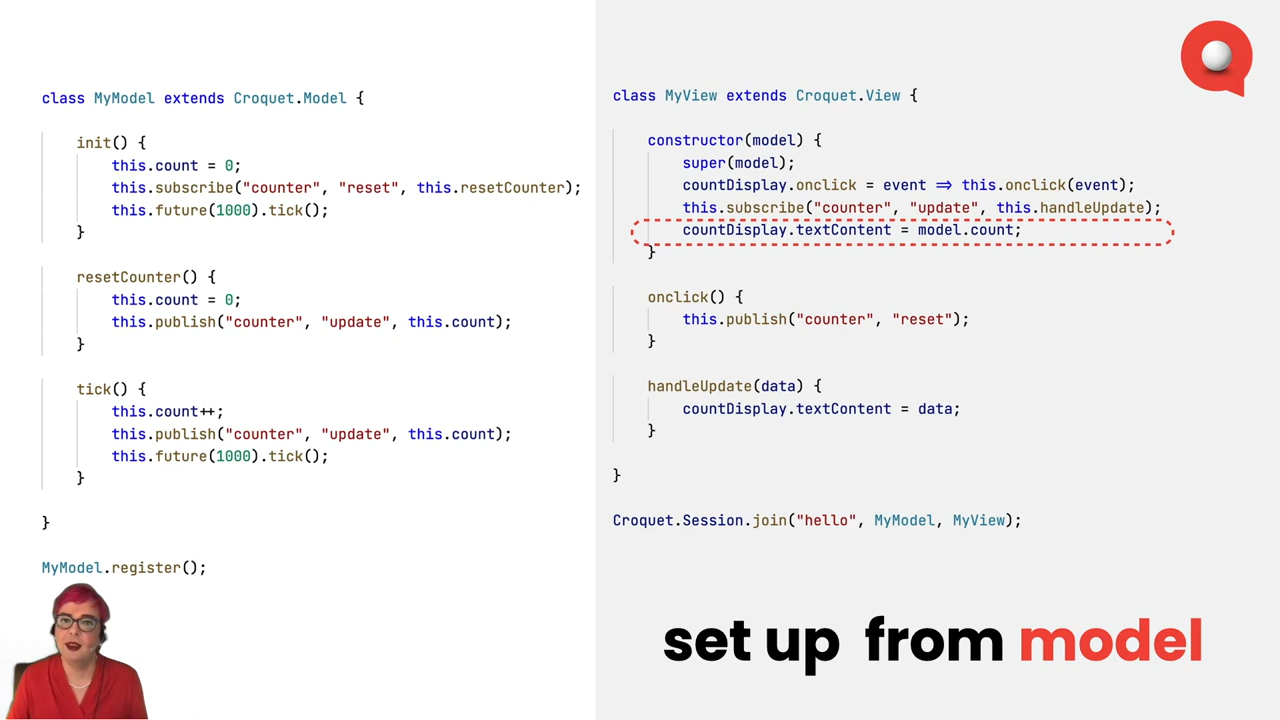 class MyModel extends Croquet.Model {
init() {
this.count = 0;
this.subscribe("counter", "reset", this.resetCounter);
this.future(1000).tick();
}
resetCounter() {
this.count = 0;
this.publish("counter", "update", this.count);
}
tick() {
this.count++;
this.publish("counter", "update", this.count);
this.future(1000).tick();
}
}
MyModel.register();
class MyView extends Croquet.View {
constructor(model) {
super(model);
countDisplay.onclick = event => this.onclick(event);
this.subscribe("counter", "update", this.handleUpdate);
countDisplay.textContent = model.count;
}
onclick() {
this.publish("counter", "reset");
}
handleUpdate(data) {
countDisplay.textContent = data;
}
}
Croquet.Session.join("hello", MyModel, MyView);
set up from model